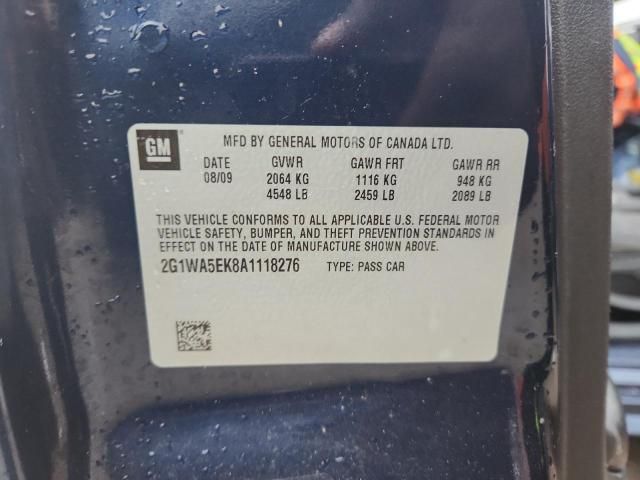 GM
MFD BY GENERAL MOTORS OF CANADA LTD.
DATE GVWR GAWR FRT GAWR RR
08/09 2064 KG 1116 KG 948 KG
4548 LB 2459 LB 2089 LB
THIS VEHICLE CONFORMS TO ALL APPLICABLE U.S. FEDERAL MOTOR
VEHICLE SAFETY, BUMPER, AND THEFT PREVENTION STANDARDS IN
EFFECT ON THE DATE OF MANUFACTURE SHOWN ABOVE.
2G1WA5EK8A1118276 TYPE: PASS CAR